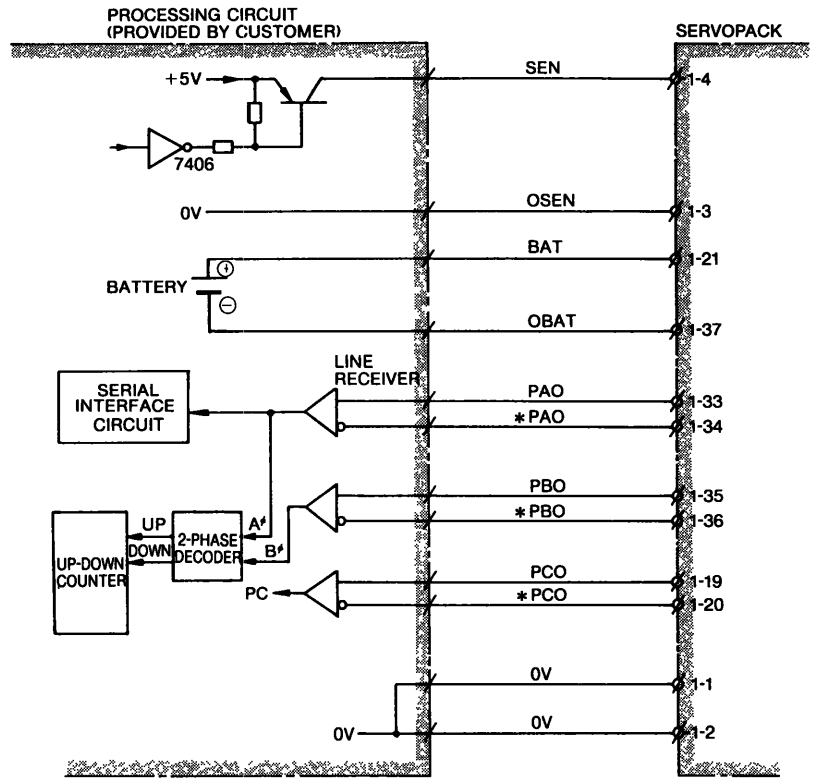 PROCESSING CIRCUIT
(PROVIDED BY CUSTOMER)
SERVOPACK
+5V
SEN
1-4
7406
0V
OSEN
1-3
BAT
1-21
BATTERY
+
−
OBAT
1-37
LINE
RECEIVER
SERIAL
INTERFACE
CIRCUIT
PAO
1-33
*PAO
1-34
PBO
1-35
*PBO
1-36
UP
DOWN
2-PHASE
DECODER
A
B
UP-DOWN
COUNTER
PC
PCO
1-19
*PCO
1-20
0V
1-1
0V
0V
1-2